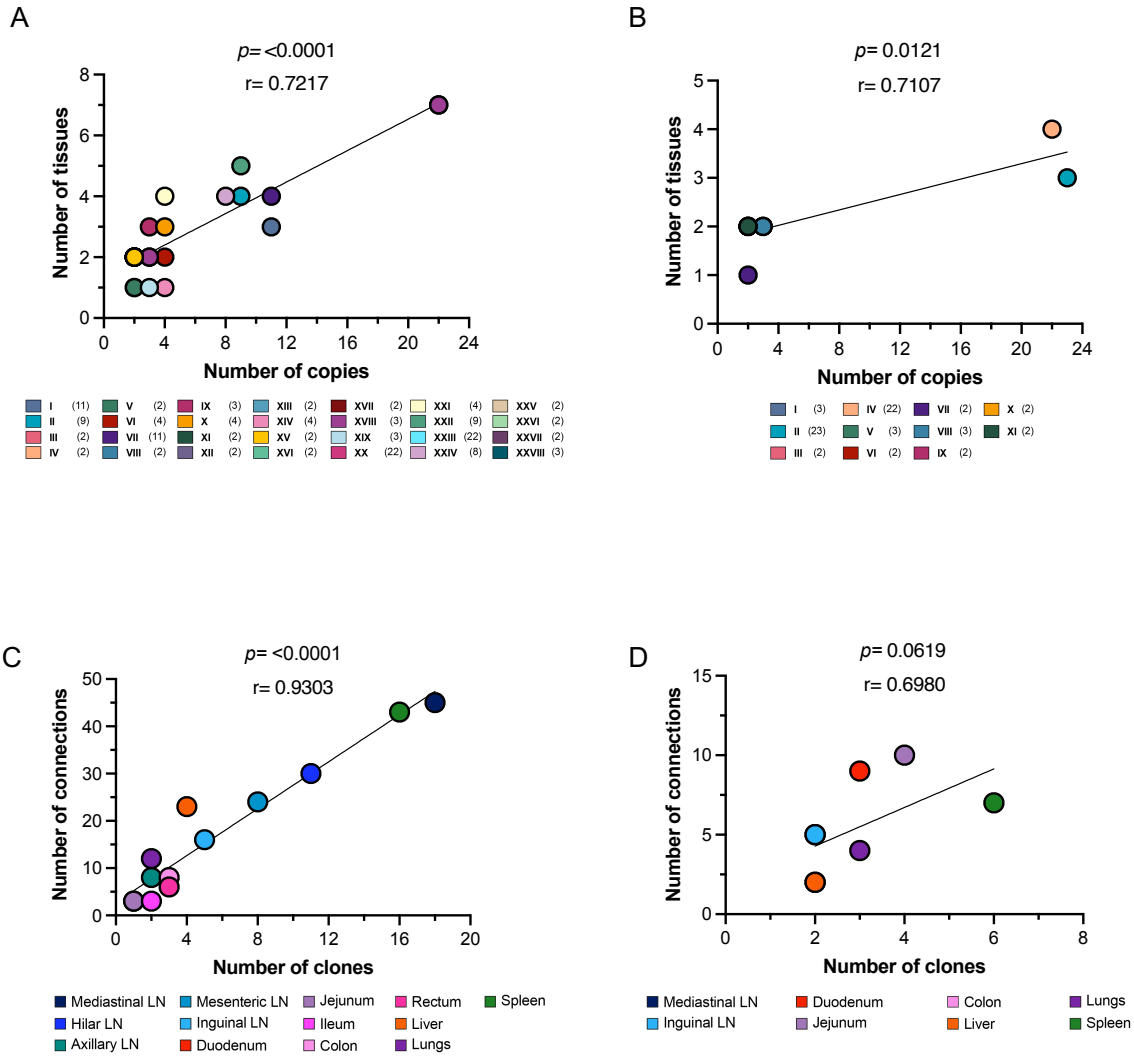 A
p= <0.0001
r= 0.7217
Number of tissues
8
6
4
2
0
0 4 8 12 16 20 24
Number of copies
I (11) V (2) IX (3) XIII (2) XVII (2) XXI (4) XXV (2)
II (9) VI (4) X (4) XIV (4) XVIII (3) XXII (9) XXVI (2)
III (2) VII (11) XI (2) XV (2) XIX (3) XXIII (22) XXVII (2)
IV (2) VIII (2) XII (2) XVI (2) XX (22) XXIV (8) XXVIII (3)
B
p= 0.0121
r= 0.7107
Number of tissues
5
4
3
2
1
0
0 4 8 12 16 20 24
Number of copies
I (3) IV (22) VII (2) X (2)
II (23) V (3) VIII (3) XI (2)
III (2) VI (2) IX (2)
C
p= <0.0001
r= 0.9303
Number of connections
50
40
30
20
10
0
0 4 8 12 16 20
Number of clones
Mediastinal LN Mesenteric LN Jejunum Rectum Spleen
Hilar LN Inguinal LN Ileum Liver
Axillary LN Duodenum Colon Lungs
D
p= 0.0619
r= 0.6980
Number of connections
15
10
5
0
0 2 4 6 8
Number of clones
Mediastinal LN Duodenum Colon Lungs
Inguinal LN Jejunum Liver Spleen